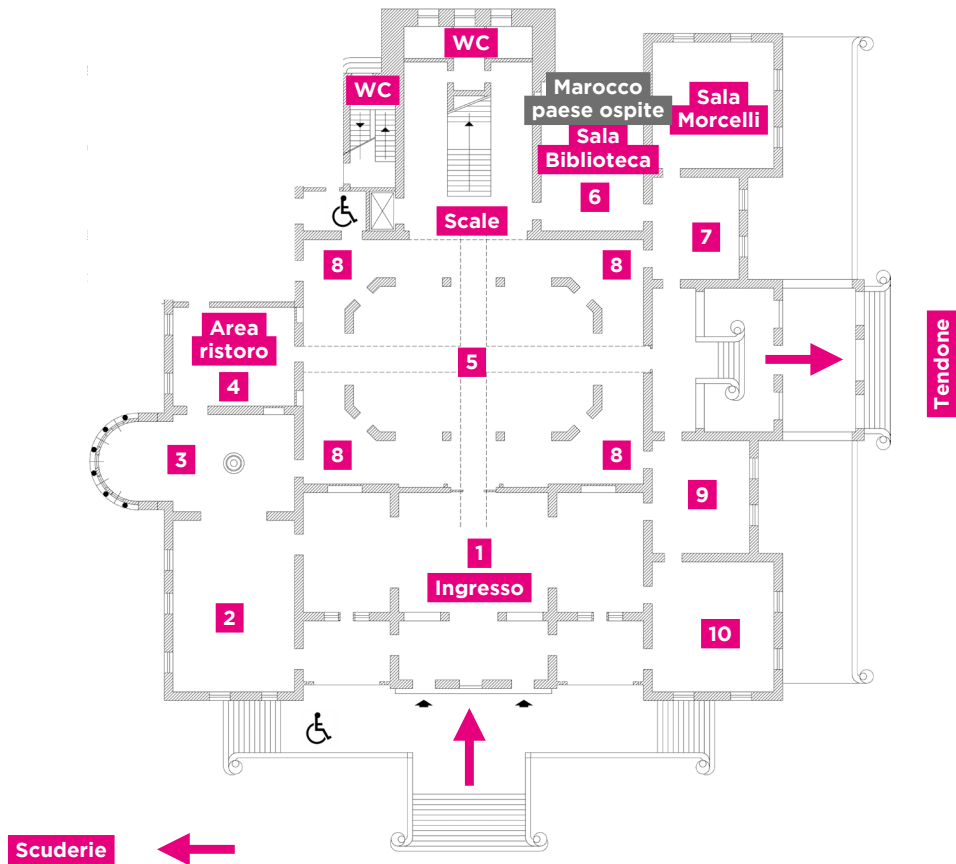 WC
WC
Marocco
paese ospite
Sala
Biblioteca
6
Sala
Morcelli
Scale
7
8
8
Area
ristoro
4
5
Tendone
3
8
8
9
1
Ingresso
2
10
Scuderie